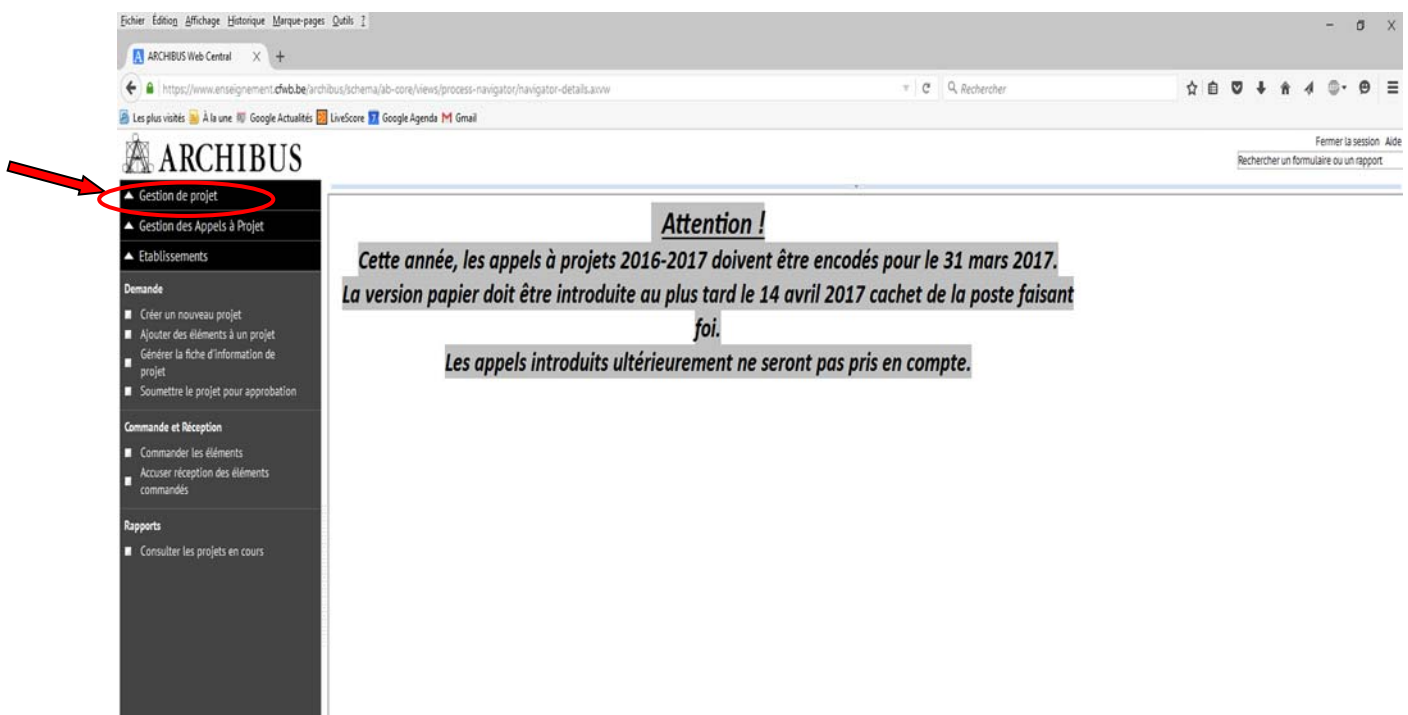 Fichier Édition Affichage Historique Marque-pages Outils ?
ARCHIBUS Web Central
https://www.enseignement.cfwb.be/archibus/schema/ab-core/views/process-navigator/navigator-details.axvw
Rechercher
Les plus visités À la une Google Actualités LiveScore Google Agenda Gmail
ARCHIBUS
Fermer la session Aide
Rechercher un formulaire ou un rapport
Gestion de projet
Gestion des Appels à Projet
Etablissements
Demande
Créer un nouveau projet
Ajouter des éléments à un projet
Générer la fiche d'information de
projet
Soumettre le projet pour approbation
Commande et Réception
Commander les éléments
Accuser réception des éléments
commandés
Rapports
Consulter les projets en cours
Attention !
Cette année, les appels à projets 2016-2017 doivent être encodés pour le 31 mars 2017.
La version papier doit être introduite au plus tard le 14 avril 2017 cachet de la poste faisant
foi.
Les appels introduits ultérieurement ne seront pas pris en compte.